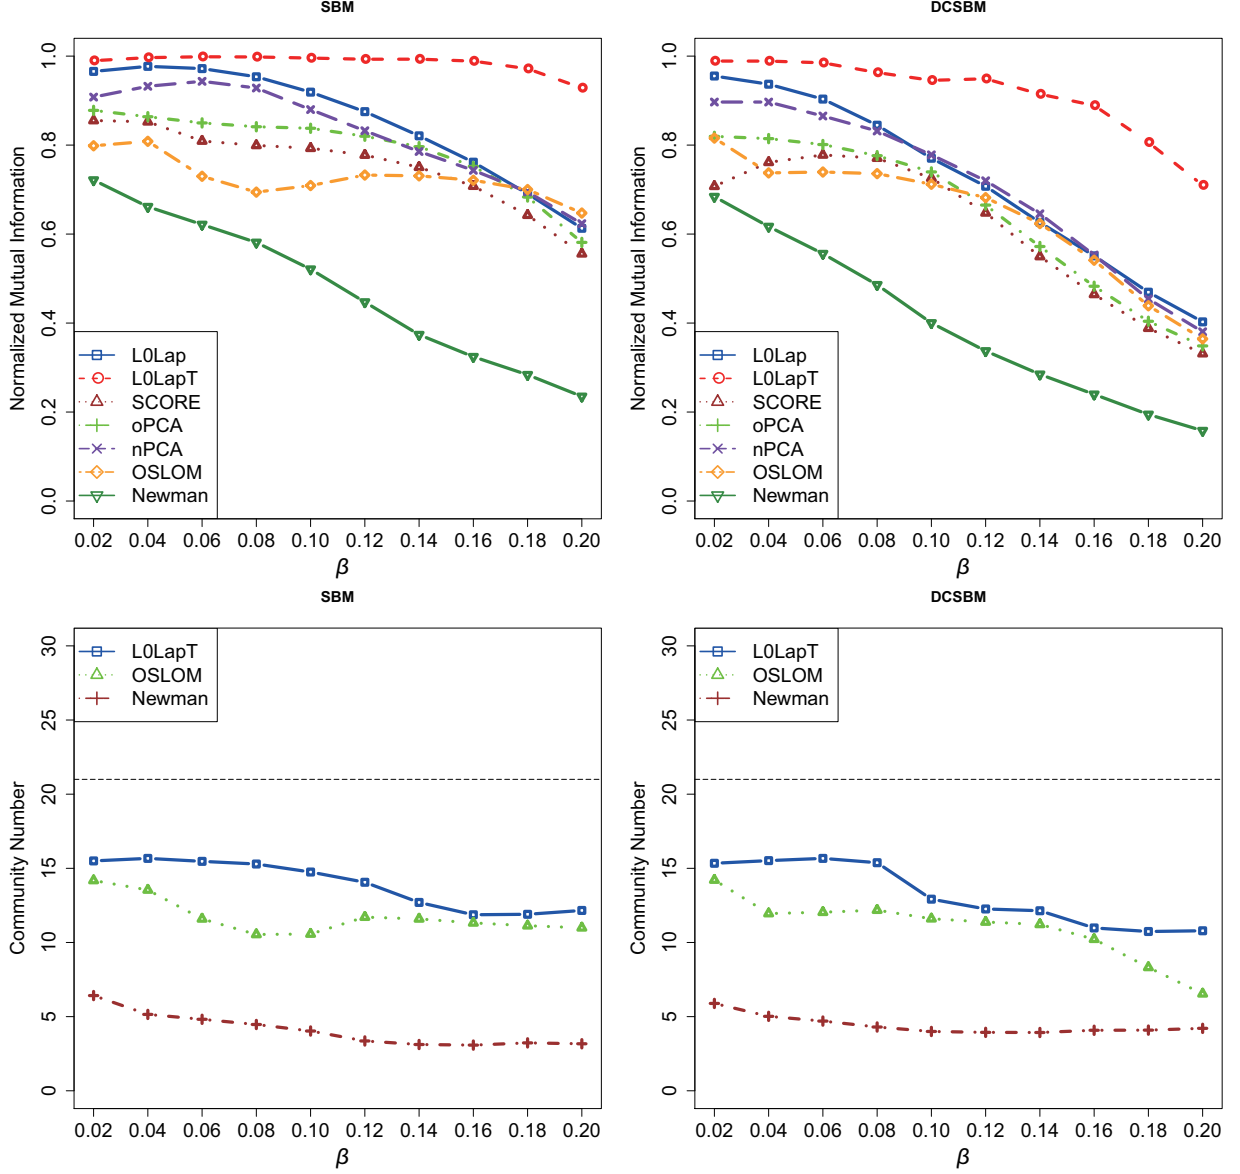 SBM
Normalized Mutual Information
1.0
0.8
0.6
0.4
0.2
0.0
L0Lap
L0LapT
SCORE
oPCA
nPCA
OSLOM
Newman
0.02 0.04 0.06 0.08 0.10 0.12 0.14 0.16 0.18 0.20
β
DCSBM
Normalized Mutual Information
1.0
0.8
0.6
0.4
0.2
0.0
L0Lap
L0LapT
SCORE
oPCA
nPCA
OSLOM
Newman
0.02 0.04 0.06 0.08 0.10 0.12 0.14 0.16 0.18 0.20
β
SBM
Community Number
30
25
20
15
10
5
0
L0LapT
OSLOM
Newman
0.02 0.04 0.06 0.08 0.10 0.12 0.14 0.16 0.18 0.20
β
DCSBM
Community Number
30
25
20
15
10
5
0
L0LapT
OSLOM
Newman
0.02 0.04 0.06 0.08 0.10 0.12 0.14 0.16 0.18 0.20
β